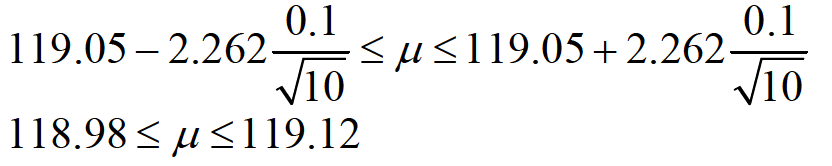 119.05 − 2.262 0.1/√10 ≤ μ ≤ 119.05 + 2.262 0.1/√10
118.98 ≤ μ ≤ 119.12